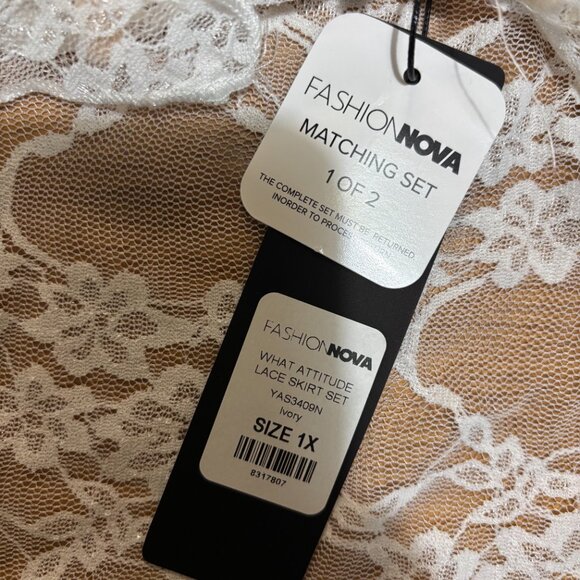 FASHIONNOVA
MATCHING SET
1 OF 2
THE COMPLETE SET MUST BE RETURNED
INORDER TO PROCESS
FASHIONNOVA
WHAT ATTITUDE
LACE SKIRT SET
YAS3409N
Ivory
SIZE 1X
8317807